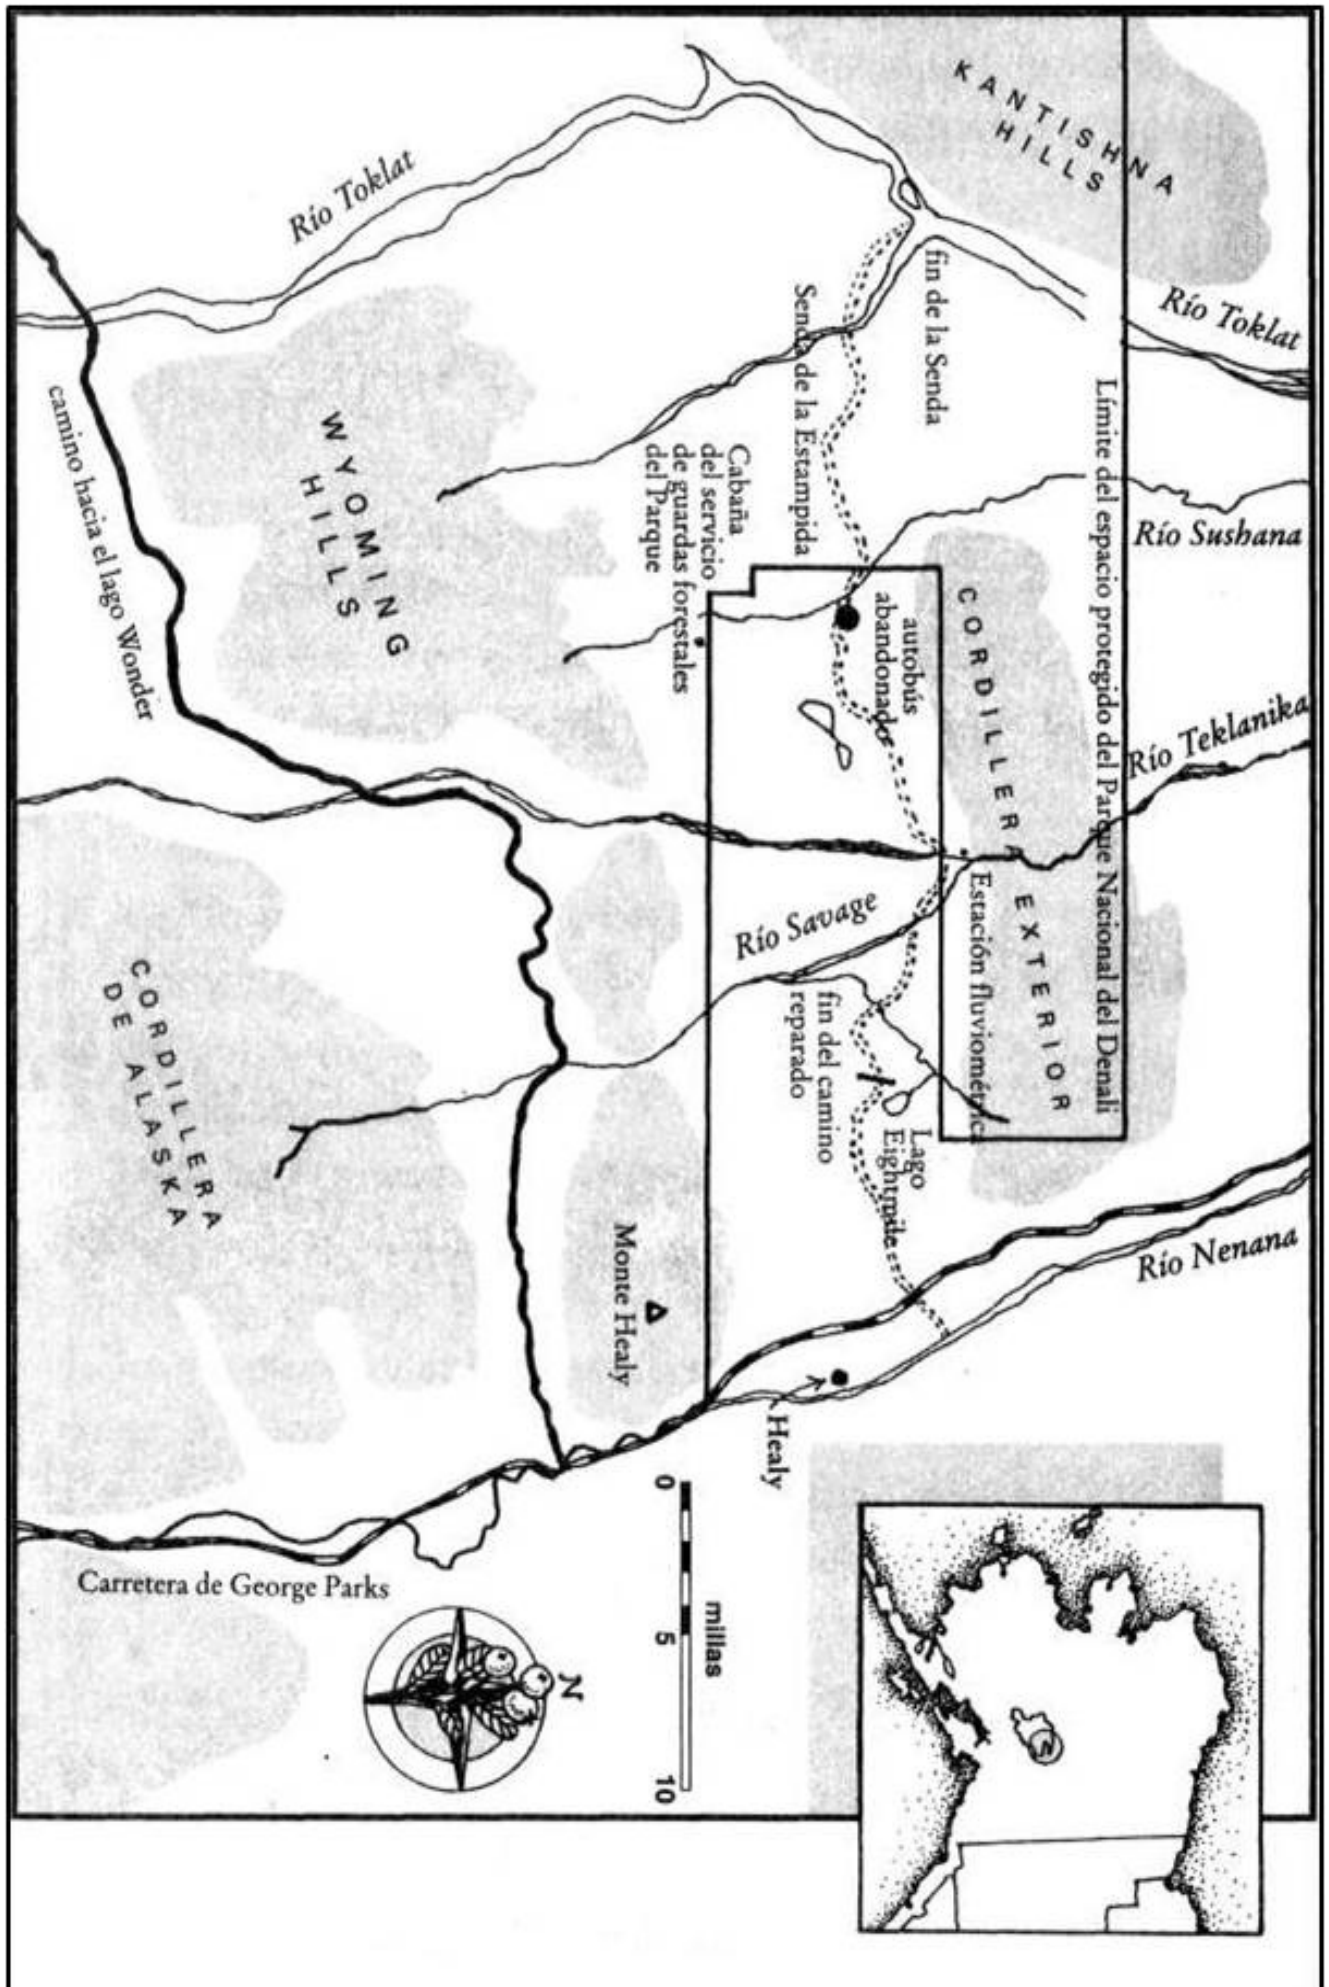 KANTISHNA
HILLS
Río Toklat
Río Toklat
fin de la Senda
Senda de la Estampida
Límite del espacio protegido del Parque Nacional del Denali
Río Sushana
WYOMING
HILLS
camino hacia el lago Wonder
Cabaña
del servicio
de guardas forestales
del Parque
autobús
abandonado
CORDILLERA EXTERIOR
Río Teklanika
Estación fluviométrica
Río Savage
fin del camino
reparado
Lago
Eightmile
CORDILLERA
DE ALASKA
Monte Healy
Río Nenana
Healy
Carretera de George Parks
0 5 10
millas
N